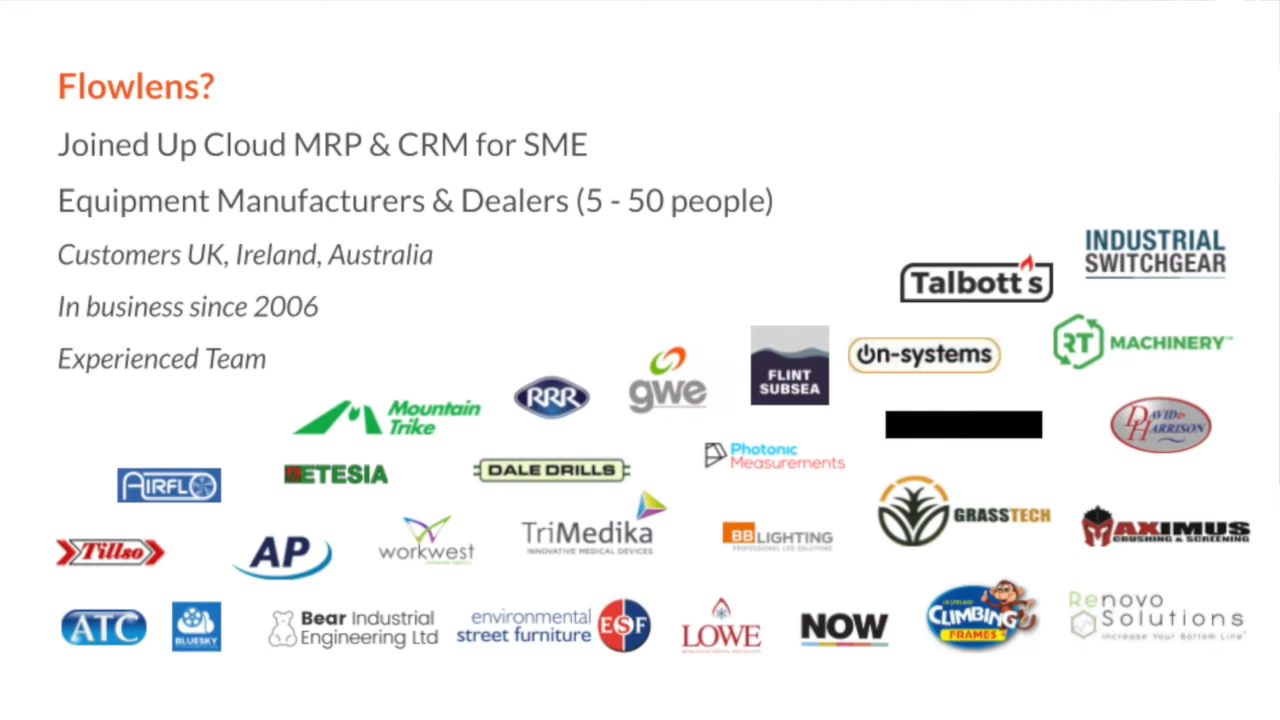 Flowlens?
Joined Up Cloud MRP & CRM for SME
Equipment Manufacturers & Dealers (5 - 50 people)
Customers UK, Ireland, Australia
In business since 2006
Experienced Team
INDUSTRIAL
SWITCHGEAR
Talbott's
on-systems
RT MACHINERY™
FLINT
SUBSEA
gwe
RRR
Mountain
Trike
DAVID
HARRISON
Photonic
Measurements
DALE DRILLS
ETESIA
AIRFLO
GRASSTECH
MAXIMUS
CRUSHING & SCREENING
BB LIGHTING
PROFESSIONAL LED SOLUTIONS
TriMedika
INNOVATIVE MEDICAL DEVICES
workwest
AP
Tillso
ATC
BLUESKY
Bear Industrial
Engineering Ltd
environmental
street furniture
ESF
LOWE
NOW
CLIMBING
FRAMES
Renovo
Solutions
Increase Your Bottom Line